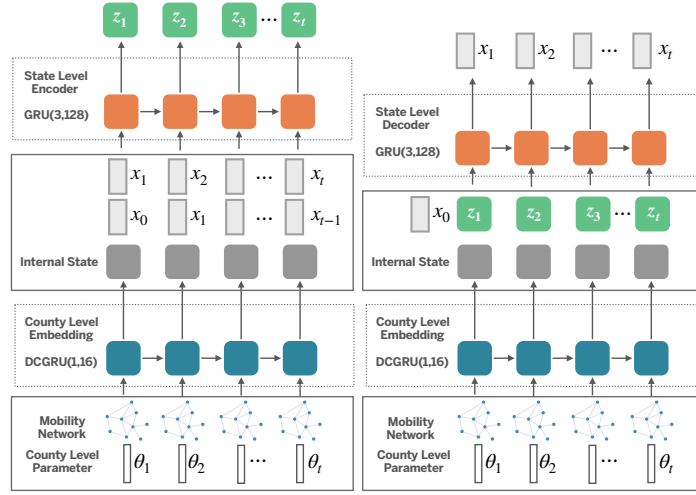 z1 z2 z3 ... zt
State Level
Encoder
GRU(3,128)
x1 x2 ... xt
x0 x1 ... xt−1
Internal State
County Level
Embedding
DCGRU(1,16)
Mobility
Network
County Level
Parameter
θ1 θ2 ... θt
x1 x2 ... xt
State Level
Decoder
GRU(3,128)
x0 z1 z2 z3 ... zt
Internal State
County Level
Embedding
DCGRU(1,16)
Mobility
Network
County Level
Parameter
θ1 θ2 ... θt